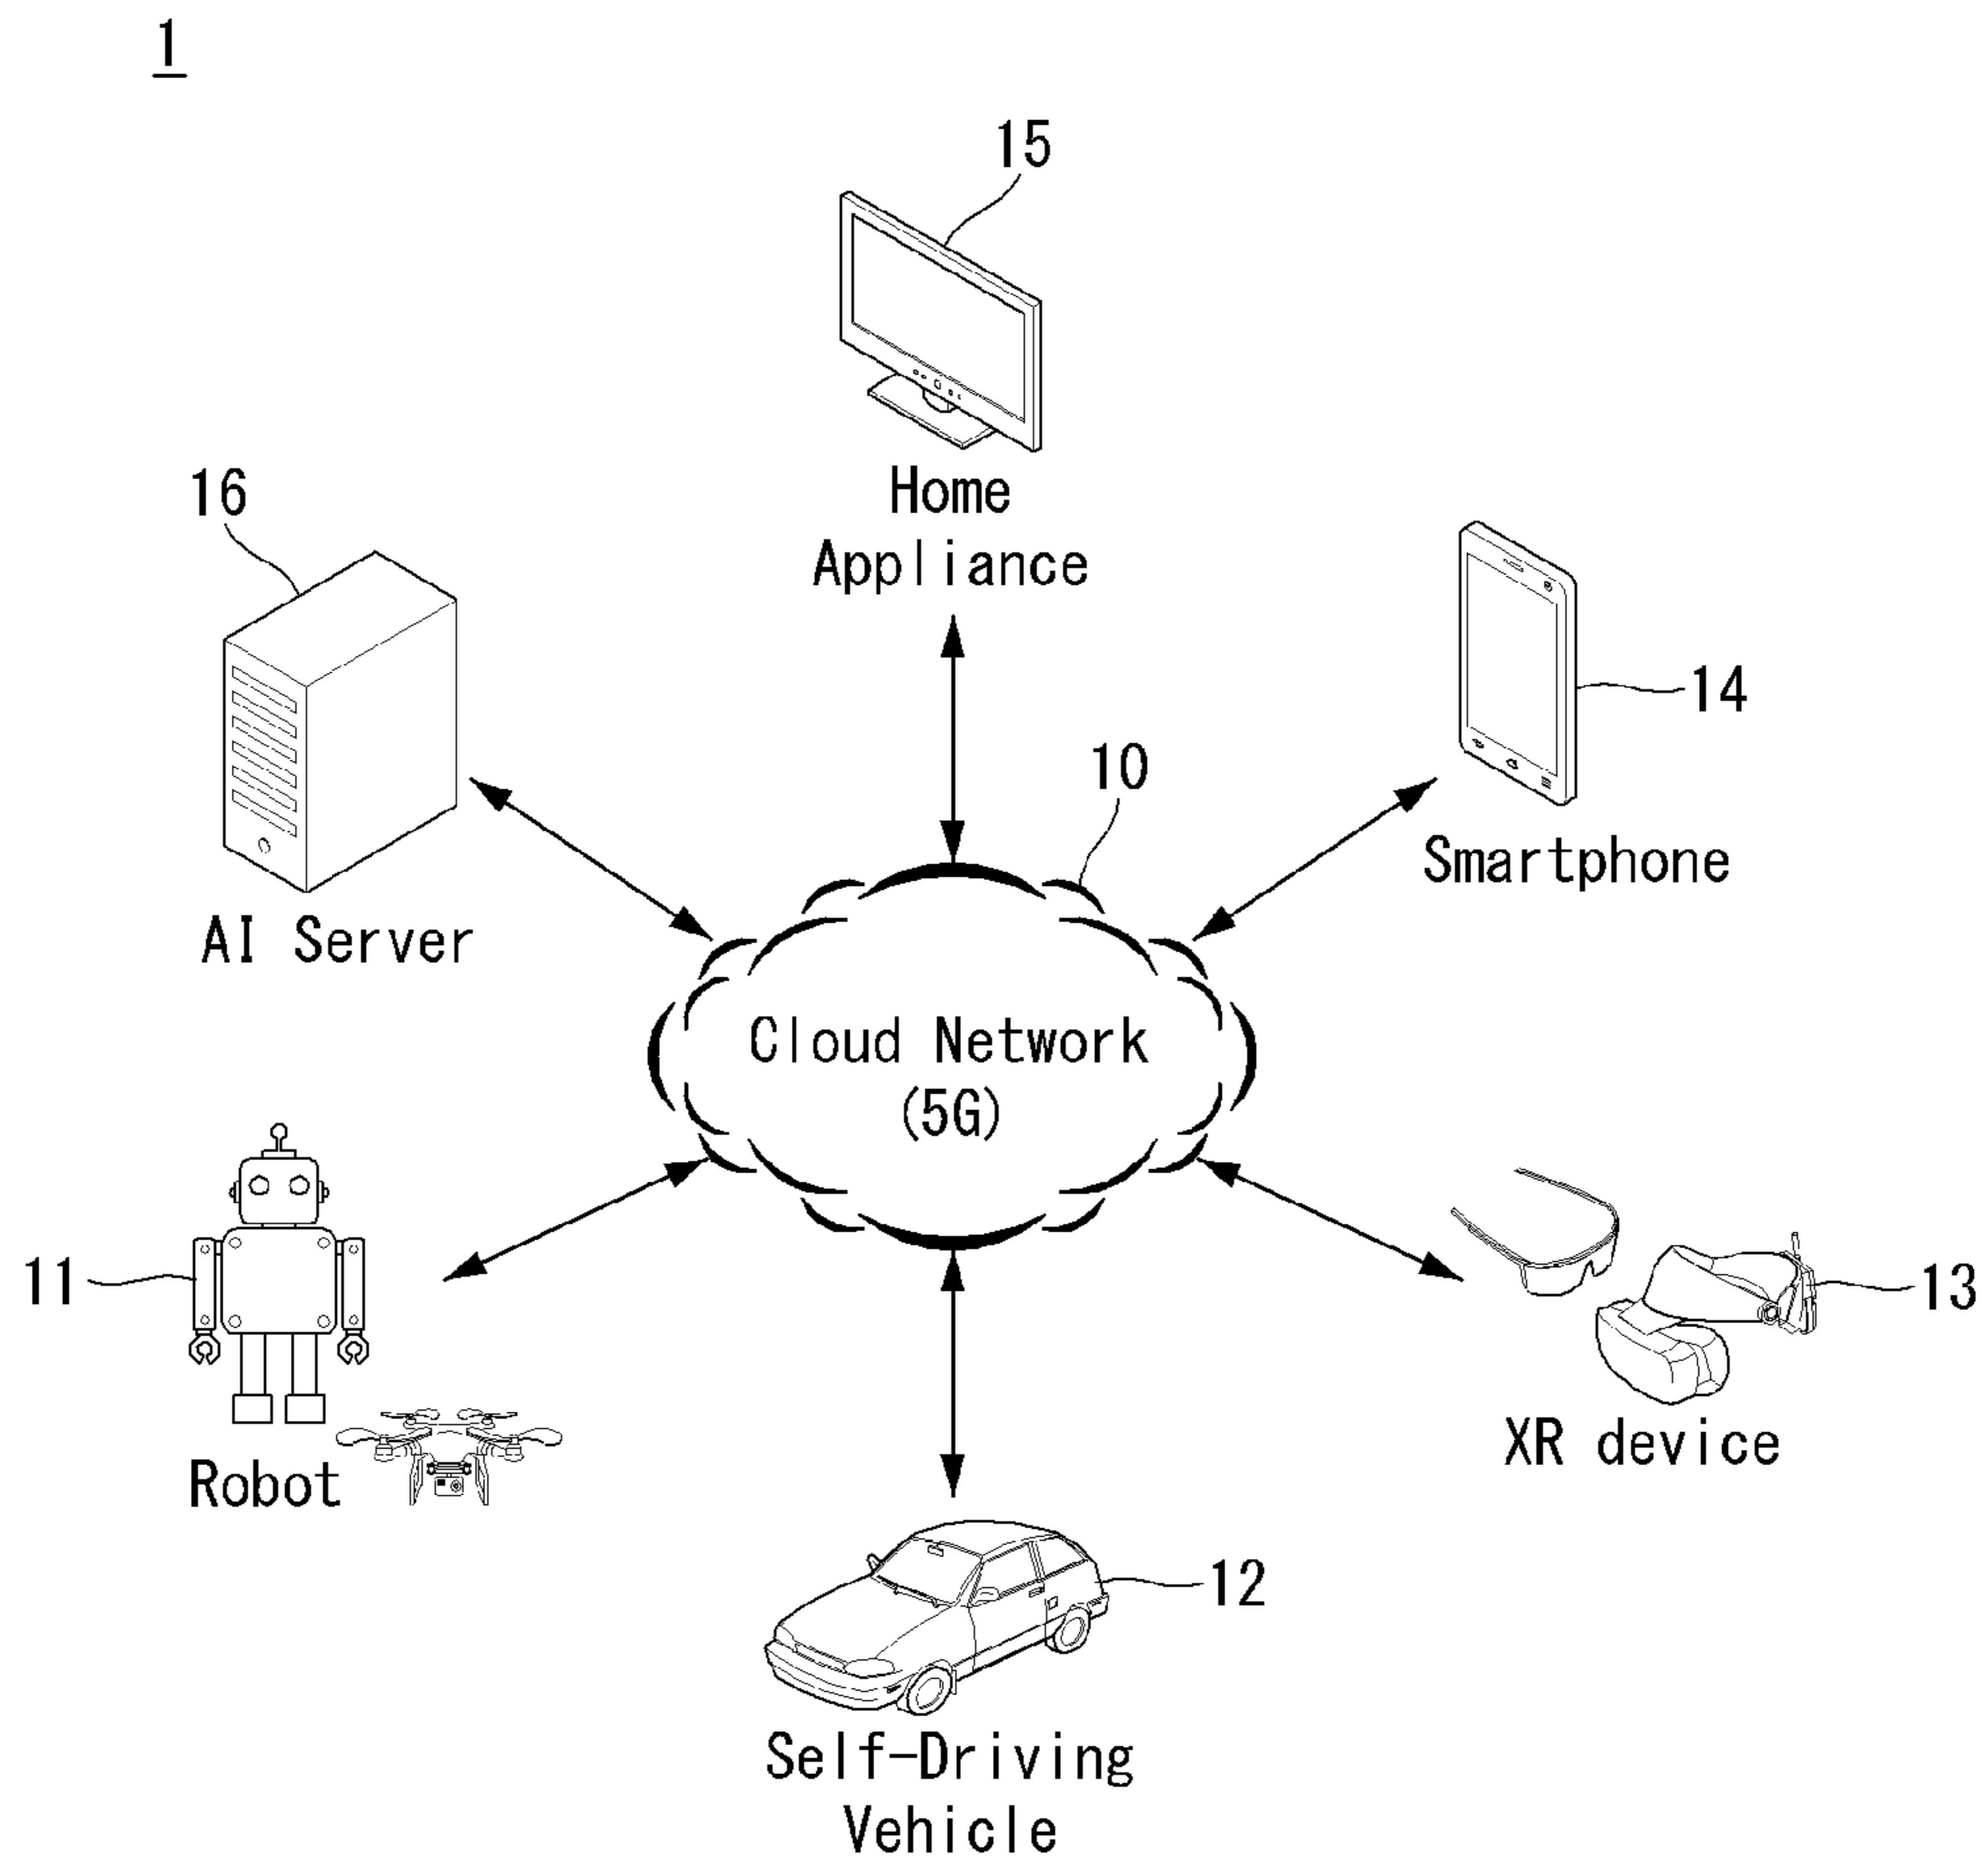 1
15
Home
Appliance
16
AI Server
14
Smartphone
10
Cloud Network
(5G)
11
Robot
13
XR device
12
Self-Driving
Vehicle